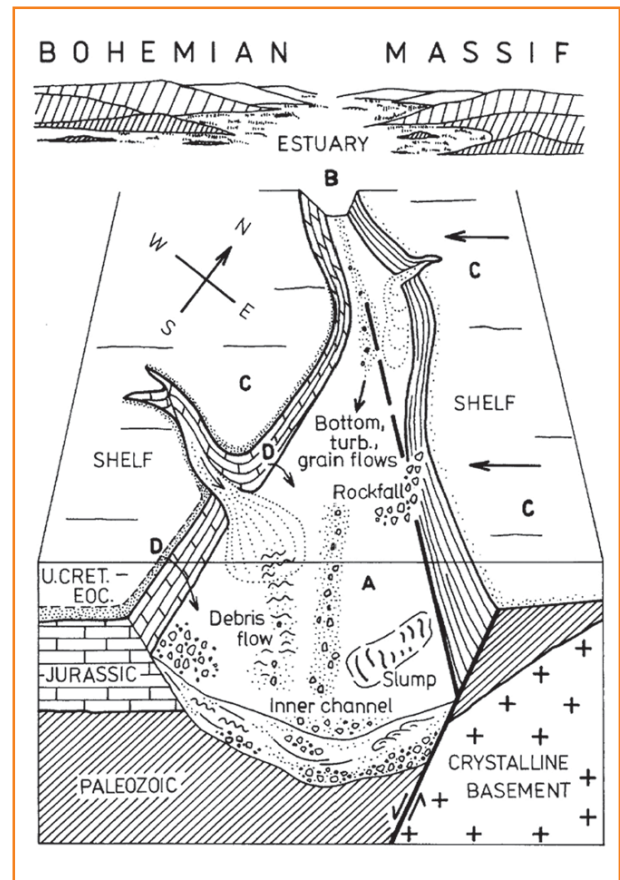 BOHEMIAN MASSIF
ESTUARY
B
N
W
E
S
C
C
SHELF
D
Bottom,
turb.,
grain flows
Rockfall
SHELF
C
D
A
U.CRET.–
EOC.
Debris
flow
Slump
JURASSIC
Inner channel
PALEOZOIC
CRYSTALLINE
BASEMENT